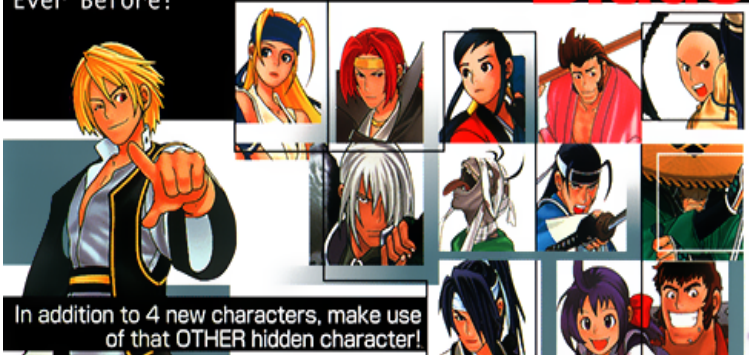 Ever Before!
In addition to 4 new characters, make use
of that OTHER hidden character!